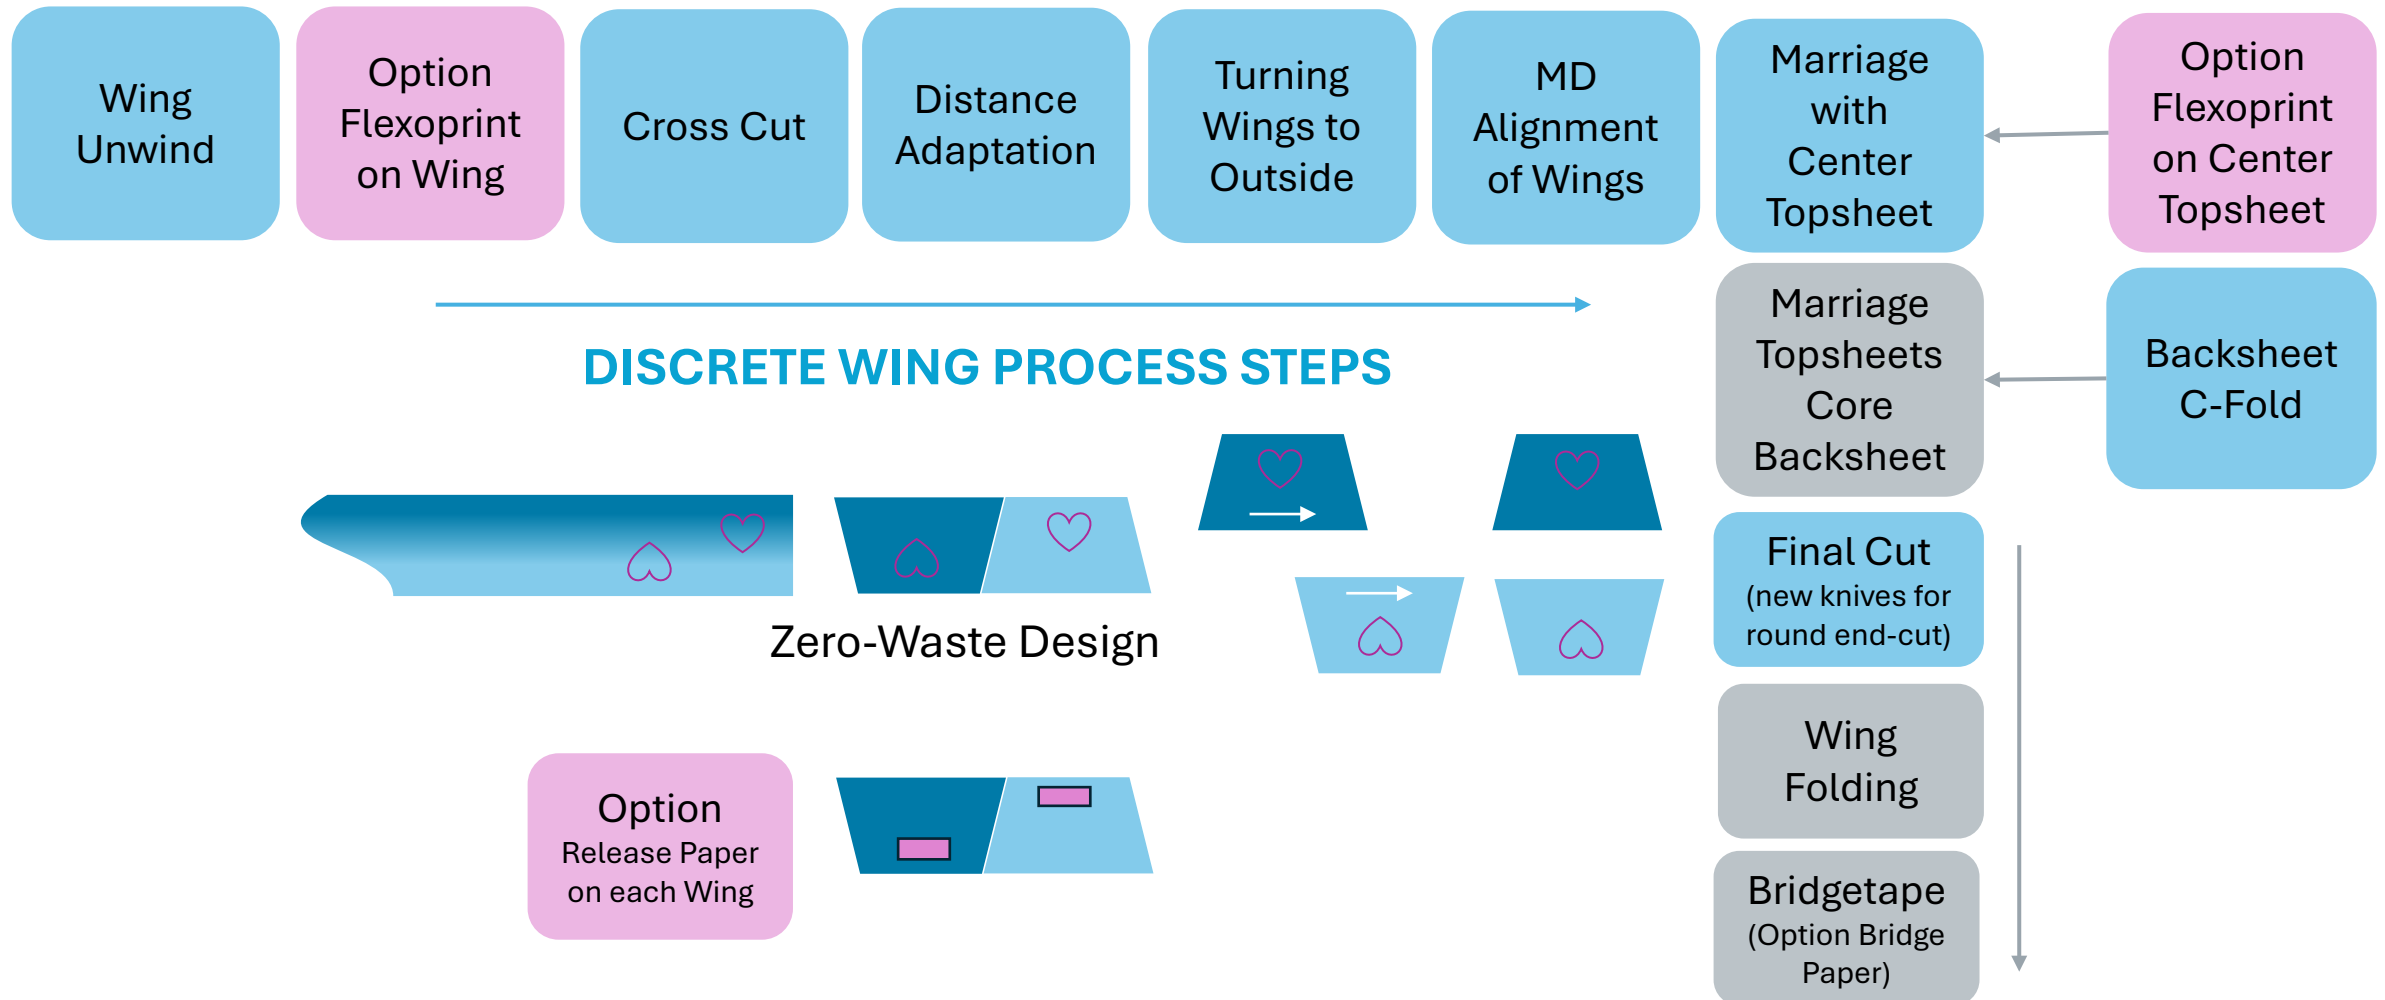 Wing
Unwind
Option
Flexoprint
on Wing
Cross Cut
Distance
Adaptation
Turning
Wings to
Outside
MD
Alignment
of Wings
Marriage
with
Center
Topsheet
Option
Flexoprint
on Center
Topsheet
Marriage
Topsheets
Core
Backsheet
Backsheet
C-Fold
DISCRETE WING PROCESS STEPS
Zero-Waste Design
Final Cut
(new knives for
round end-cut)
Wing
Folding
Option
Release Paper
on each Wing
Bridgetape
(Option Bridge
Paper)